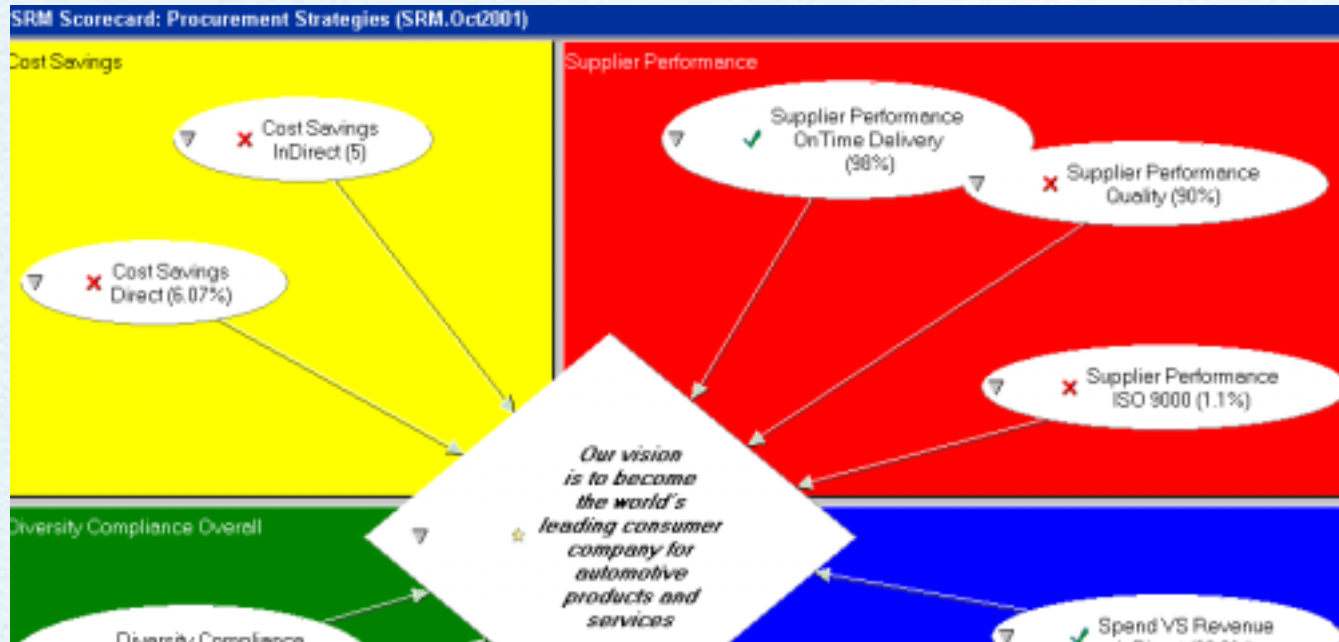 SRM Scorecard: Procurement Strategies (SRM.Oct2001)
Cost Savings
Supplier Performance
Cost Savings
InDirect (5)
Supplier Performance
OnTime Delivery
(98%)
Supplier Performance
Quality (90%)
Cost Savings
Direct (6.07%)
Supplier Performance
ISO 9000 (1.1%)
Our vision
is to become
the world's
leading consumer
company for
automotive
products and
services
Diversity Compliance Overall
Diversity Compliance
Spend VS Revenue